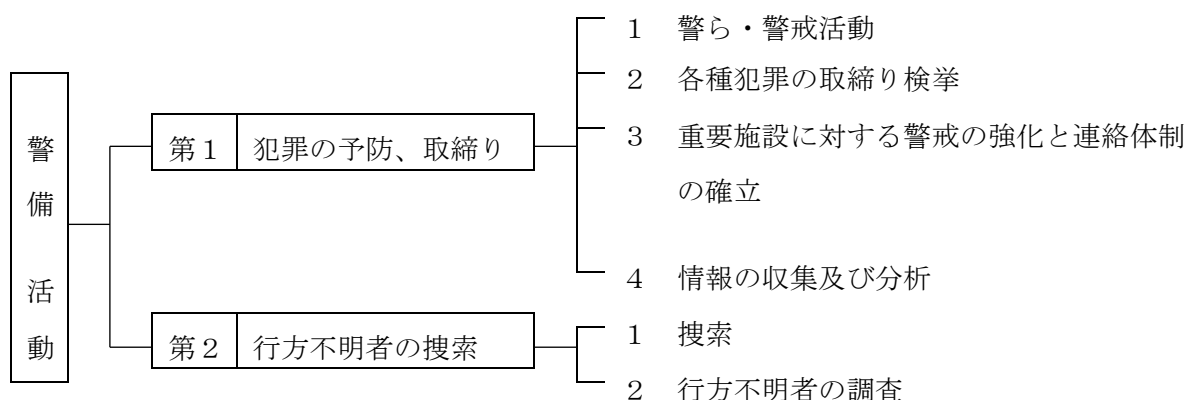 警備活動
第１ 犯罪の予防、取締り
１ 警ら・警戒活動
２ 各種犯罪の取締り検挙
３ 重要施設に対する警戒の強化と連絡体制
の確立
４ 情報の収集及び分析
第２ 行方不明者の捜索
１ 捜索
２ 行方不明者の調査